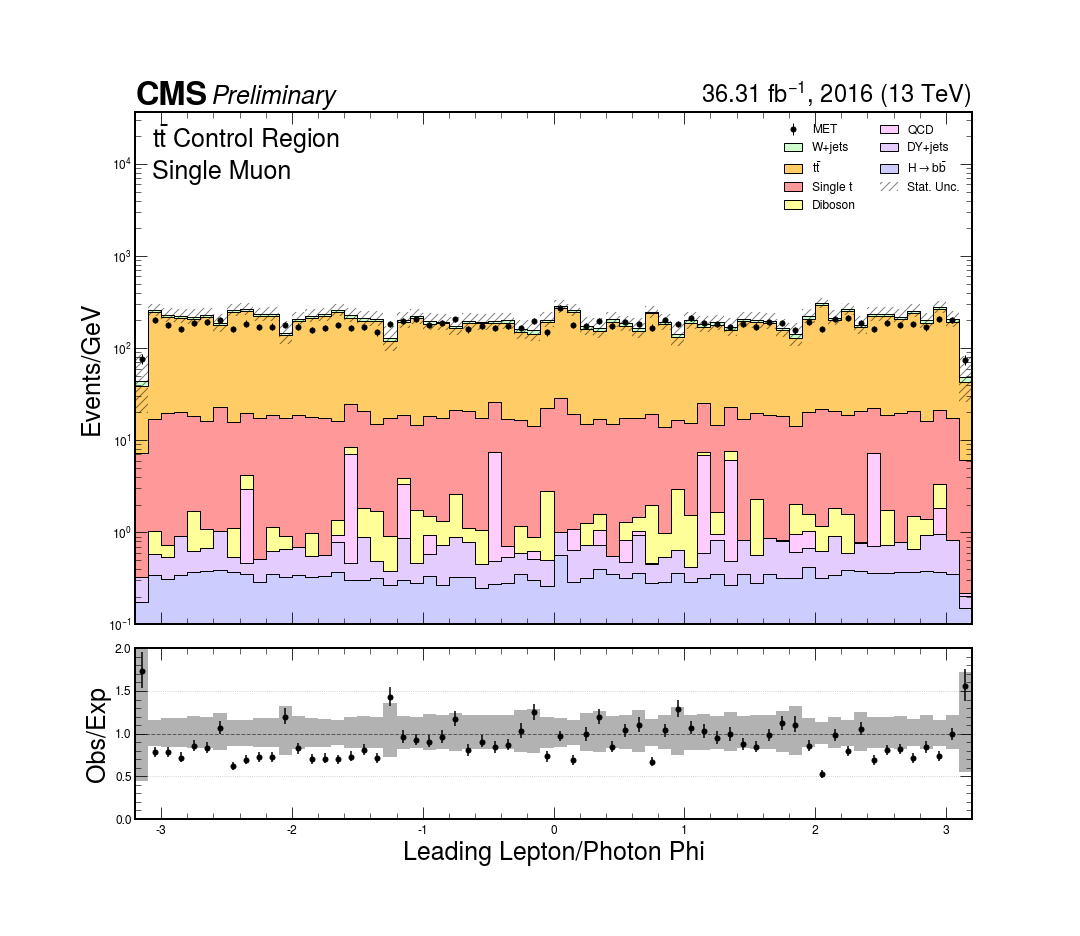 CMS Preliminary 36.31 fb⁻¹, 2016 (13 TeV)
tt̄ Control Region
Single Muon
MET
W+jets
tt̄
Single t
Diboson
QCD
DY+jets
H→bb̄
Stat. Unc.
Events/GeV
10⁴
10³
10²
10¹
10⁰
10⁻¹
Obs/Exp
2.0
1.5
1.0
0.5
0.0
-3 -2 -1 0 1 2 3
Leading Lepton/Photon Phi